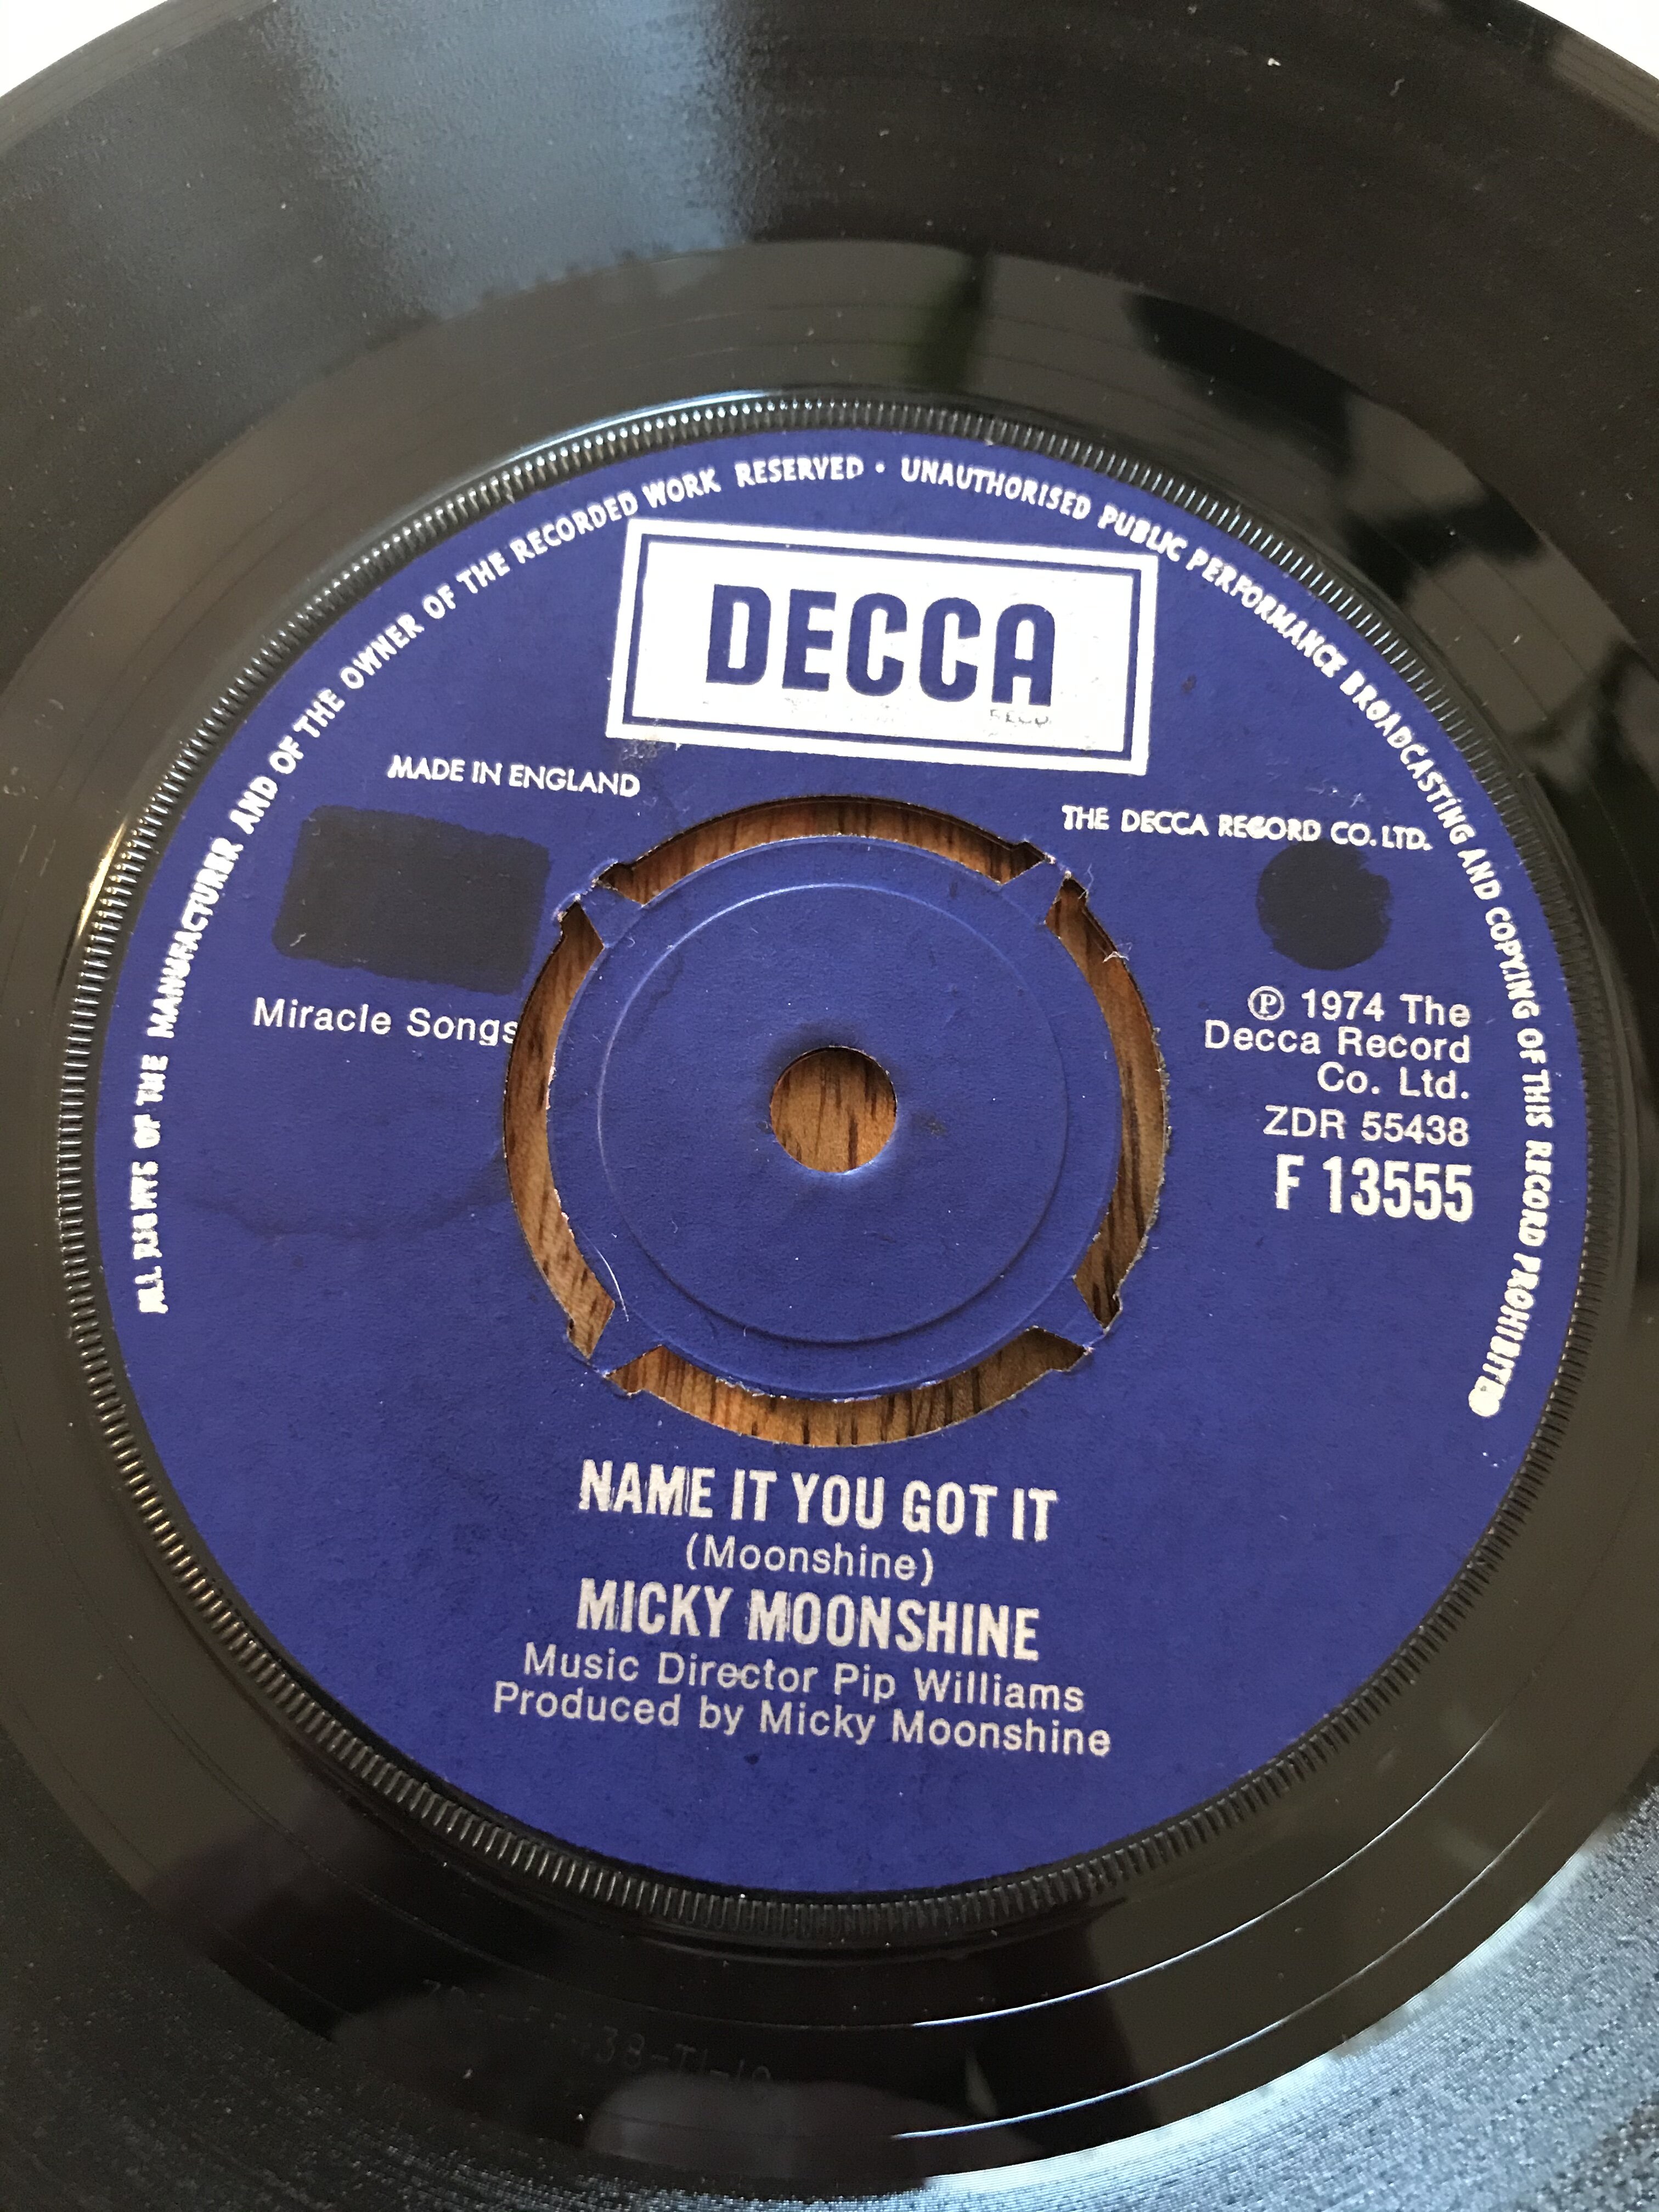 ALL RIGHTS OF THE MANUFACTURER AND OF THE OWNER OF THE RECORDED WORK RESERVED • UNAUTHORISED PUBLIC PERFORMANCE BROADCASTING AND COPYING OF THIS RECORD PROHIBITED
DECCA
MADE IN ENGLAND
THE DECCA RECORD CO. LTD.
Miracle Songs
℗ 1974 The
Decca Record
Co. Ltd.
ZDR 55438
F 13555
NAME IT YOU GOT IT
(Moonshine)
MICKY MOONSHINE
Music Director Pip Williams
Produced by Micky Moonshine